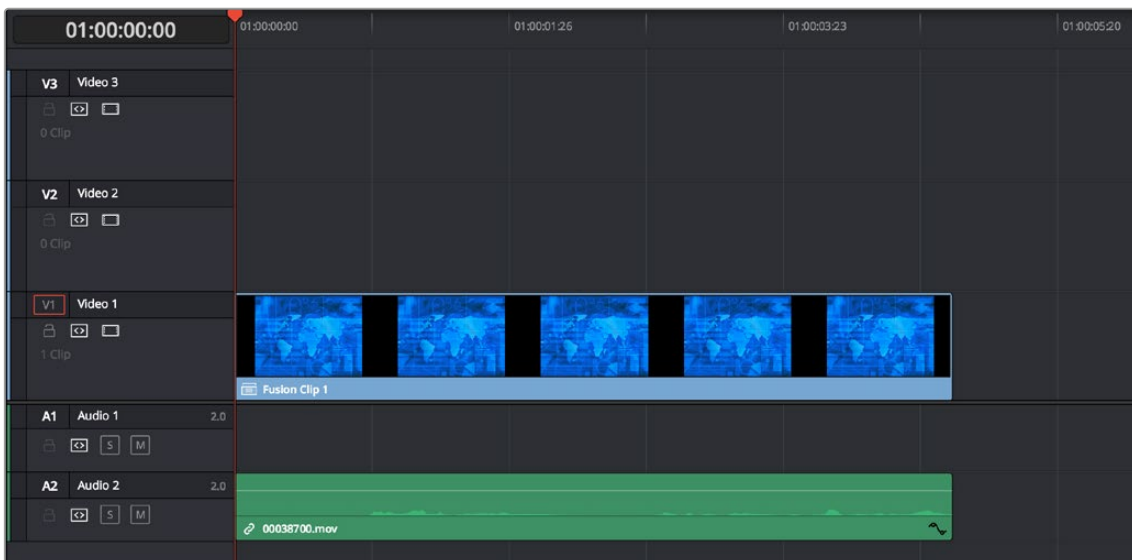 01:00:00:00
01:00:00:00 01:00:01:26 01:00:03:23 01:00:05:20
V3 Video 3
0 Clip
V2 Video 2
0 Clip
V1 Video 1
1 Clip
Fusion Clip 1
A1 Audio 1 2.0
S M
A2 Audio 2 2.0
S M
00038700.mov